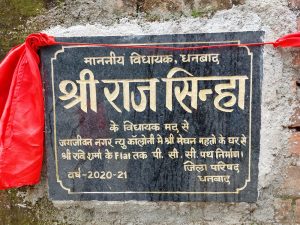 माननीय विधायक, धनबाद
श्री राज सिन्हा
के विधायक मद से
जगजीवन नगर न्यु कॉलोनी में श्री मेघन महतो के घर से
श्री रवि शर्मा के Flat तक पी. सी. सी. पथ निर्माण।
वर्ष-2020-21 जिला परिषद्
धनबाद